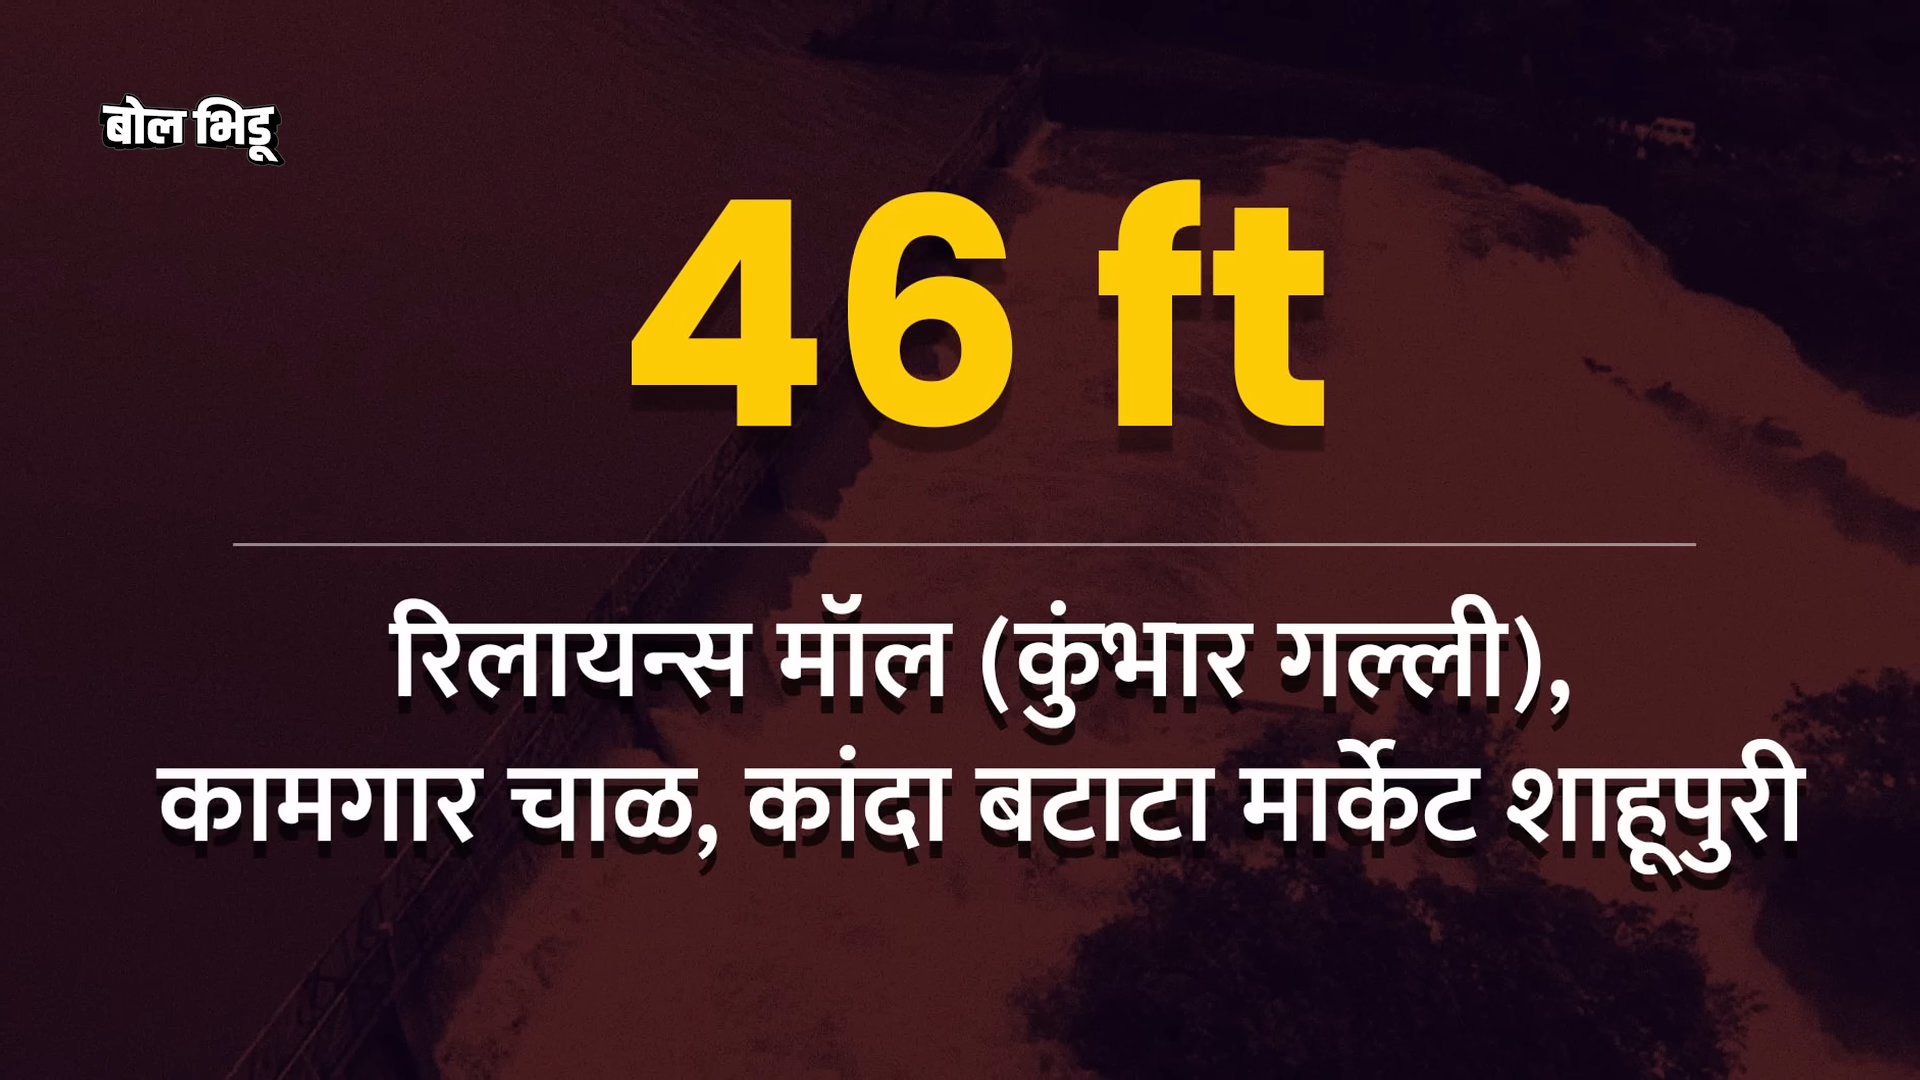 बोल भिडू
46 ft
रिलायन्स मॉल (कुंभार गल्ली),
कामगार चाळ, कांदा बटाटा मार्केट शाहूपुरी